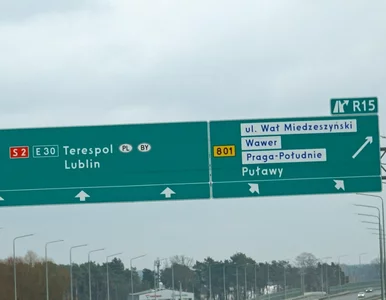 R15
S2 E30 Terespol PL BY
Lublin
801
ul. Wał Miedzeszyński
Wawer
Praga-Południe
Puławy